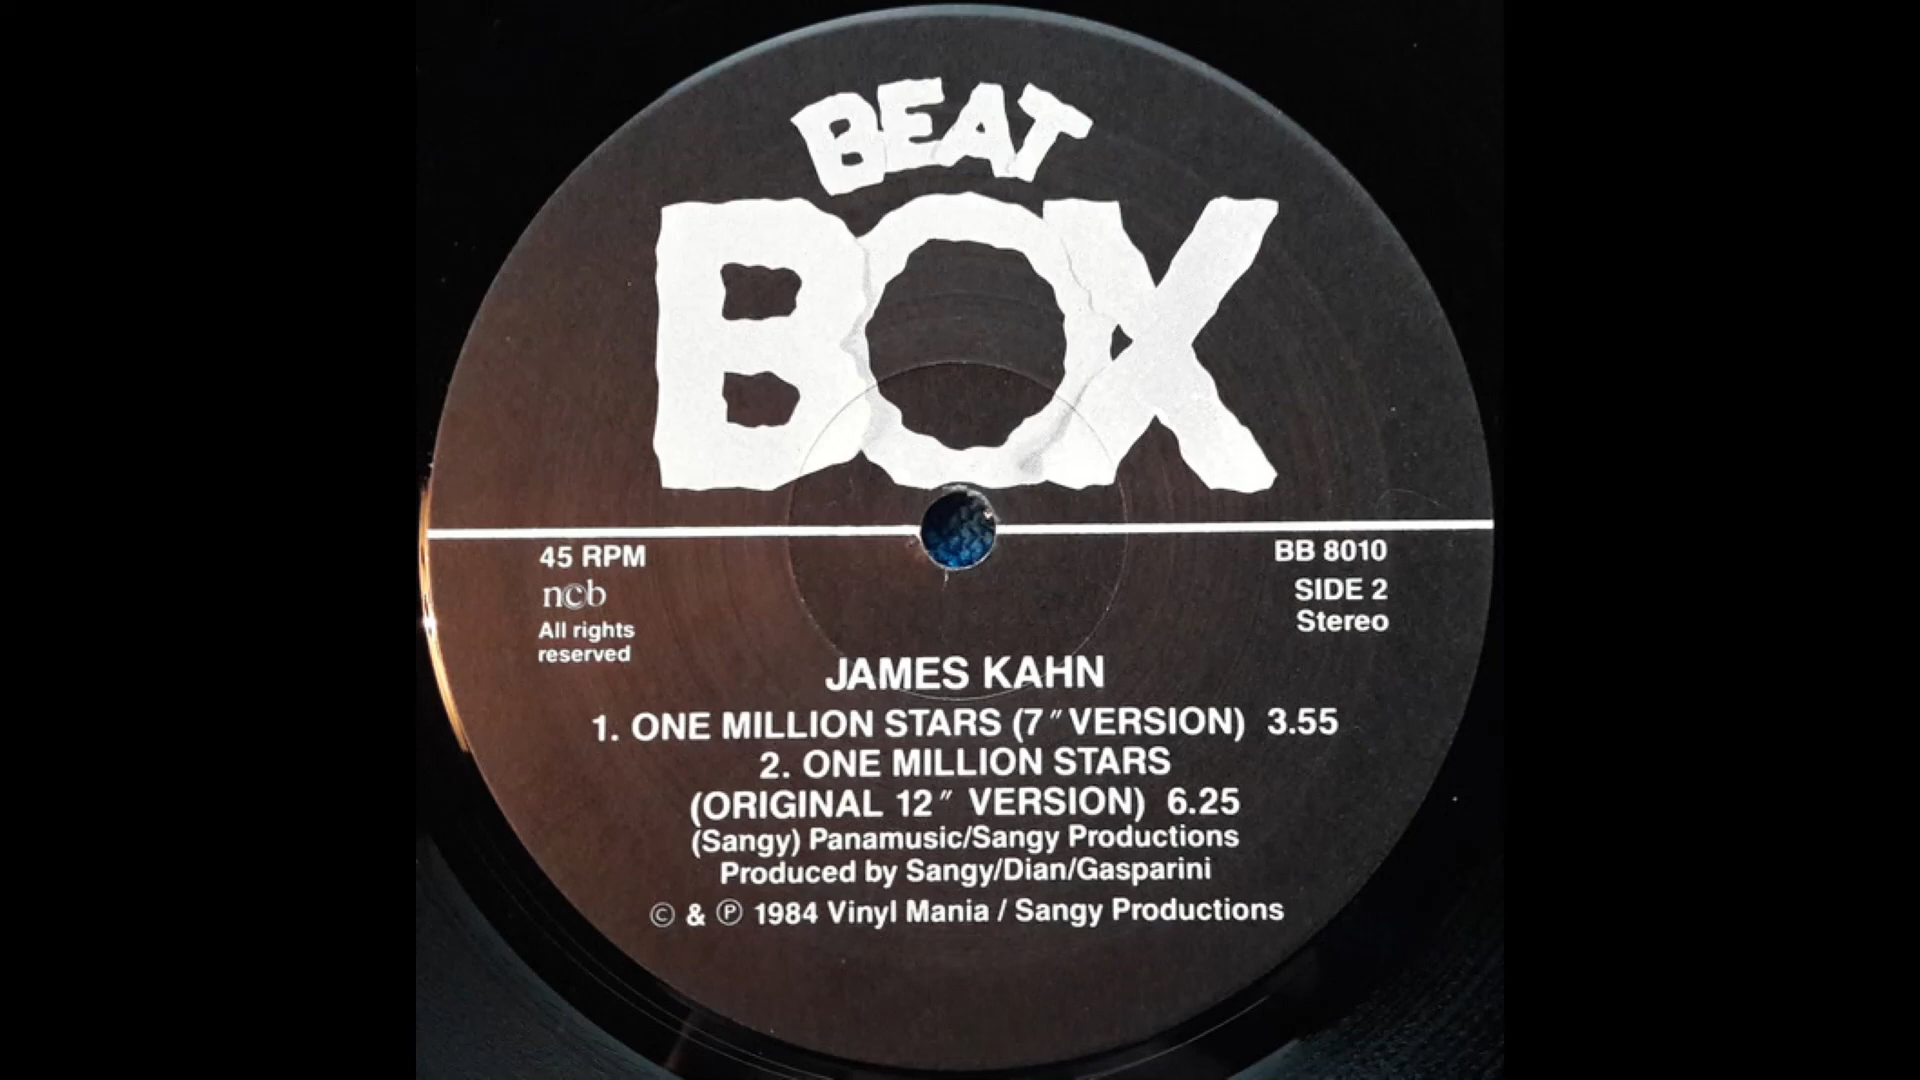 BEAT
BOX
45 RPM
ncb
All rights
reserved
BB 8010
SIDE 2
Stereo
JAMES KAHN
1. ONE MILLION STARS (7" VERSION) 3.55
2. ONE MILLION STARS
(ORIGINAL 12" VERSION) 6.25
(Sangy) Panamusic/Sangy Productions
Produced by Sangy/Dian/Gasparini
© & ℗ 1984 Vinyl Mania / Sangy Productions